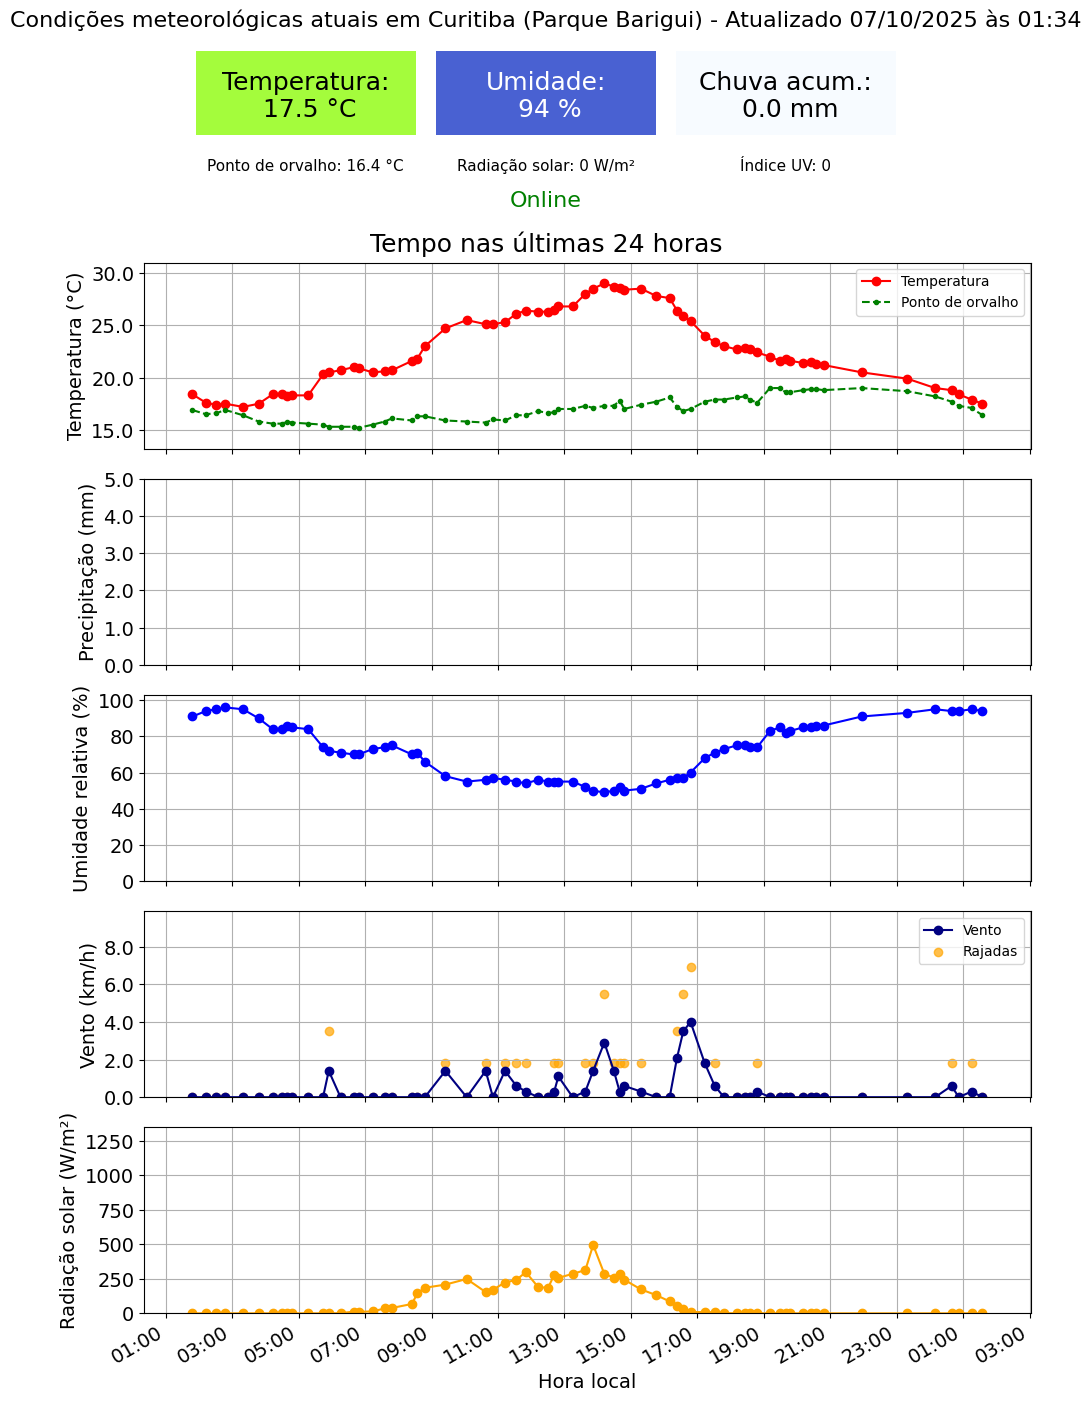 Condições meteorológicas atuais em Curitiba (Parque Barigui) - Atualizado 07/10/2025 às 01:34
Temperatura:
17.5 °C
Umidade:
94 %
Chuva acum.:
0.0 mm
Ponto de orvalho: 16.4 °C
Radiação solar: 0 W/m²
Índice UV: 0
Online
Tempo nas últimas 24 horas
Temperatura (°C)
30.0
25.0
20.0
15.0
Temperatura
Ponto de orvalho
Precipitação (mm)
5.0
4.0
3.0
2.0
1.0
0.0
Umidade relativa (%)
100
80
60
40
20
0
Vento (km/h)
8.0
6.0
4.0
2.0
0.0
Vento
Rajadas
Radiação solar (W/m²)
1250
1000
750
500
250
0
01:00
03:00
05:00
07:00
09:00
11:00
13:00
15:00
17:00
19:00
21:00
23:00
01:00
03:00
Hora local